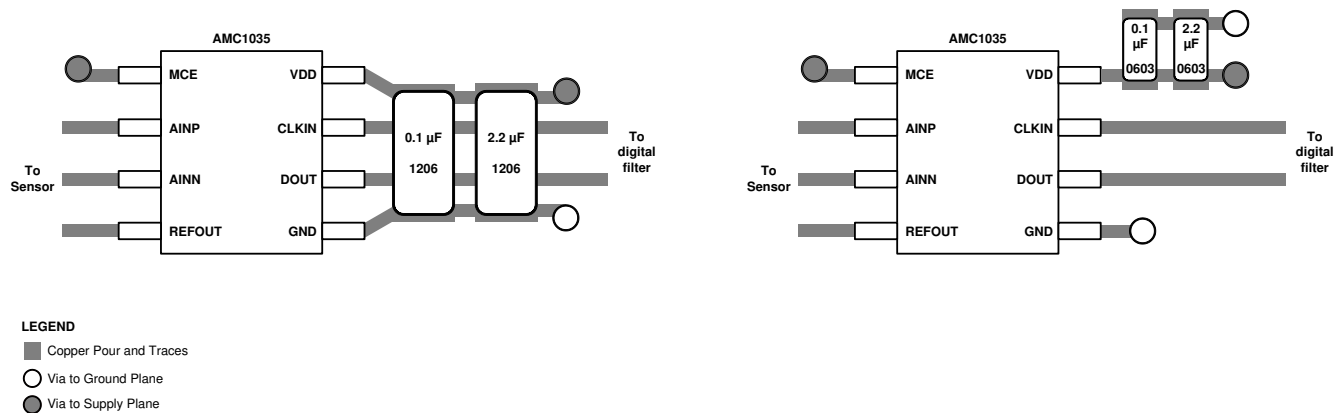 AMC1035
MCE
VDD
AINP
CLKIN
AINN
DOUT
REFOUT
GND
To
Sensor
0.1 µF
1206
2.2 µF
1206
To
digital
filter
AMC1035
MCE
VDD
AINP
CLKIN
AINN
DOUT
REFOUT
GND
To
Sensor
0.1
µF
0603
2.2
µF
0603
To
digital
filter
LEGEND
Copper Pour and Traces
Via to Ground Plane
Via to Supply Plane